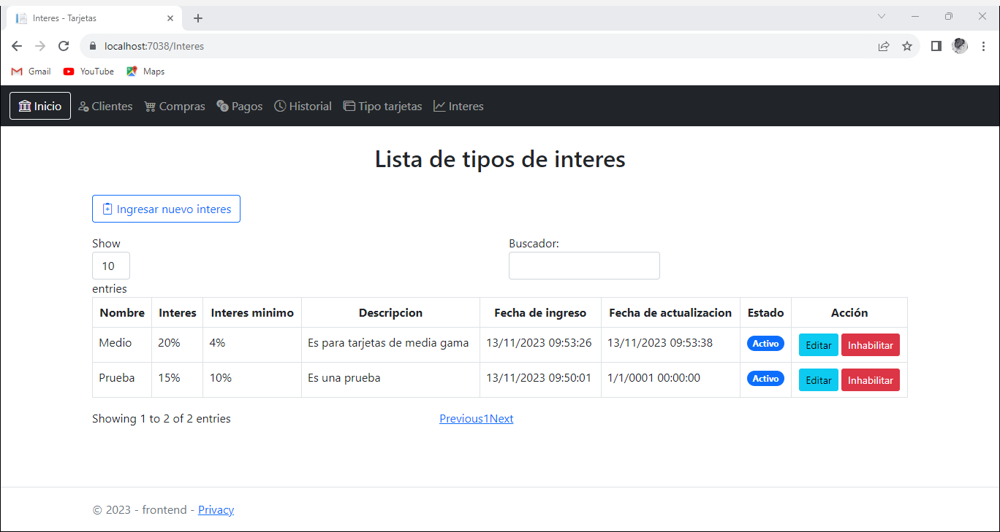 Interes - Tarjetas
localhost:7038/Interes
Gmail YouTube Maps
Inicio Clientes Compras Pagos Historial Tipo tarjetas Interes
Lista de tipos de interes
Ingresar nuevo interes
Show
10
entries
Buscador:
Nombre Interes Interes minimo Descripcion Fecha de ingreso Fecha de actualizacion Estado Acción
Medio 20% 4% Es para tarjetas de media gama 13/11/2023 09:53:26 13/11/2023 09:53:38 Activo Editar Inhabilitar
Prueba 15% 10% Es una prueba 13/11/2023 09:50:01 1/1/0001 00:00:00 Activo Editar Inhabilitar
Showing 1 to 2 of 2 entries Previous1Next
© 2023 - frontend - Privacy